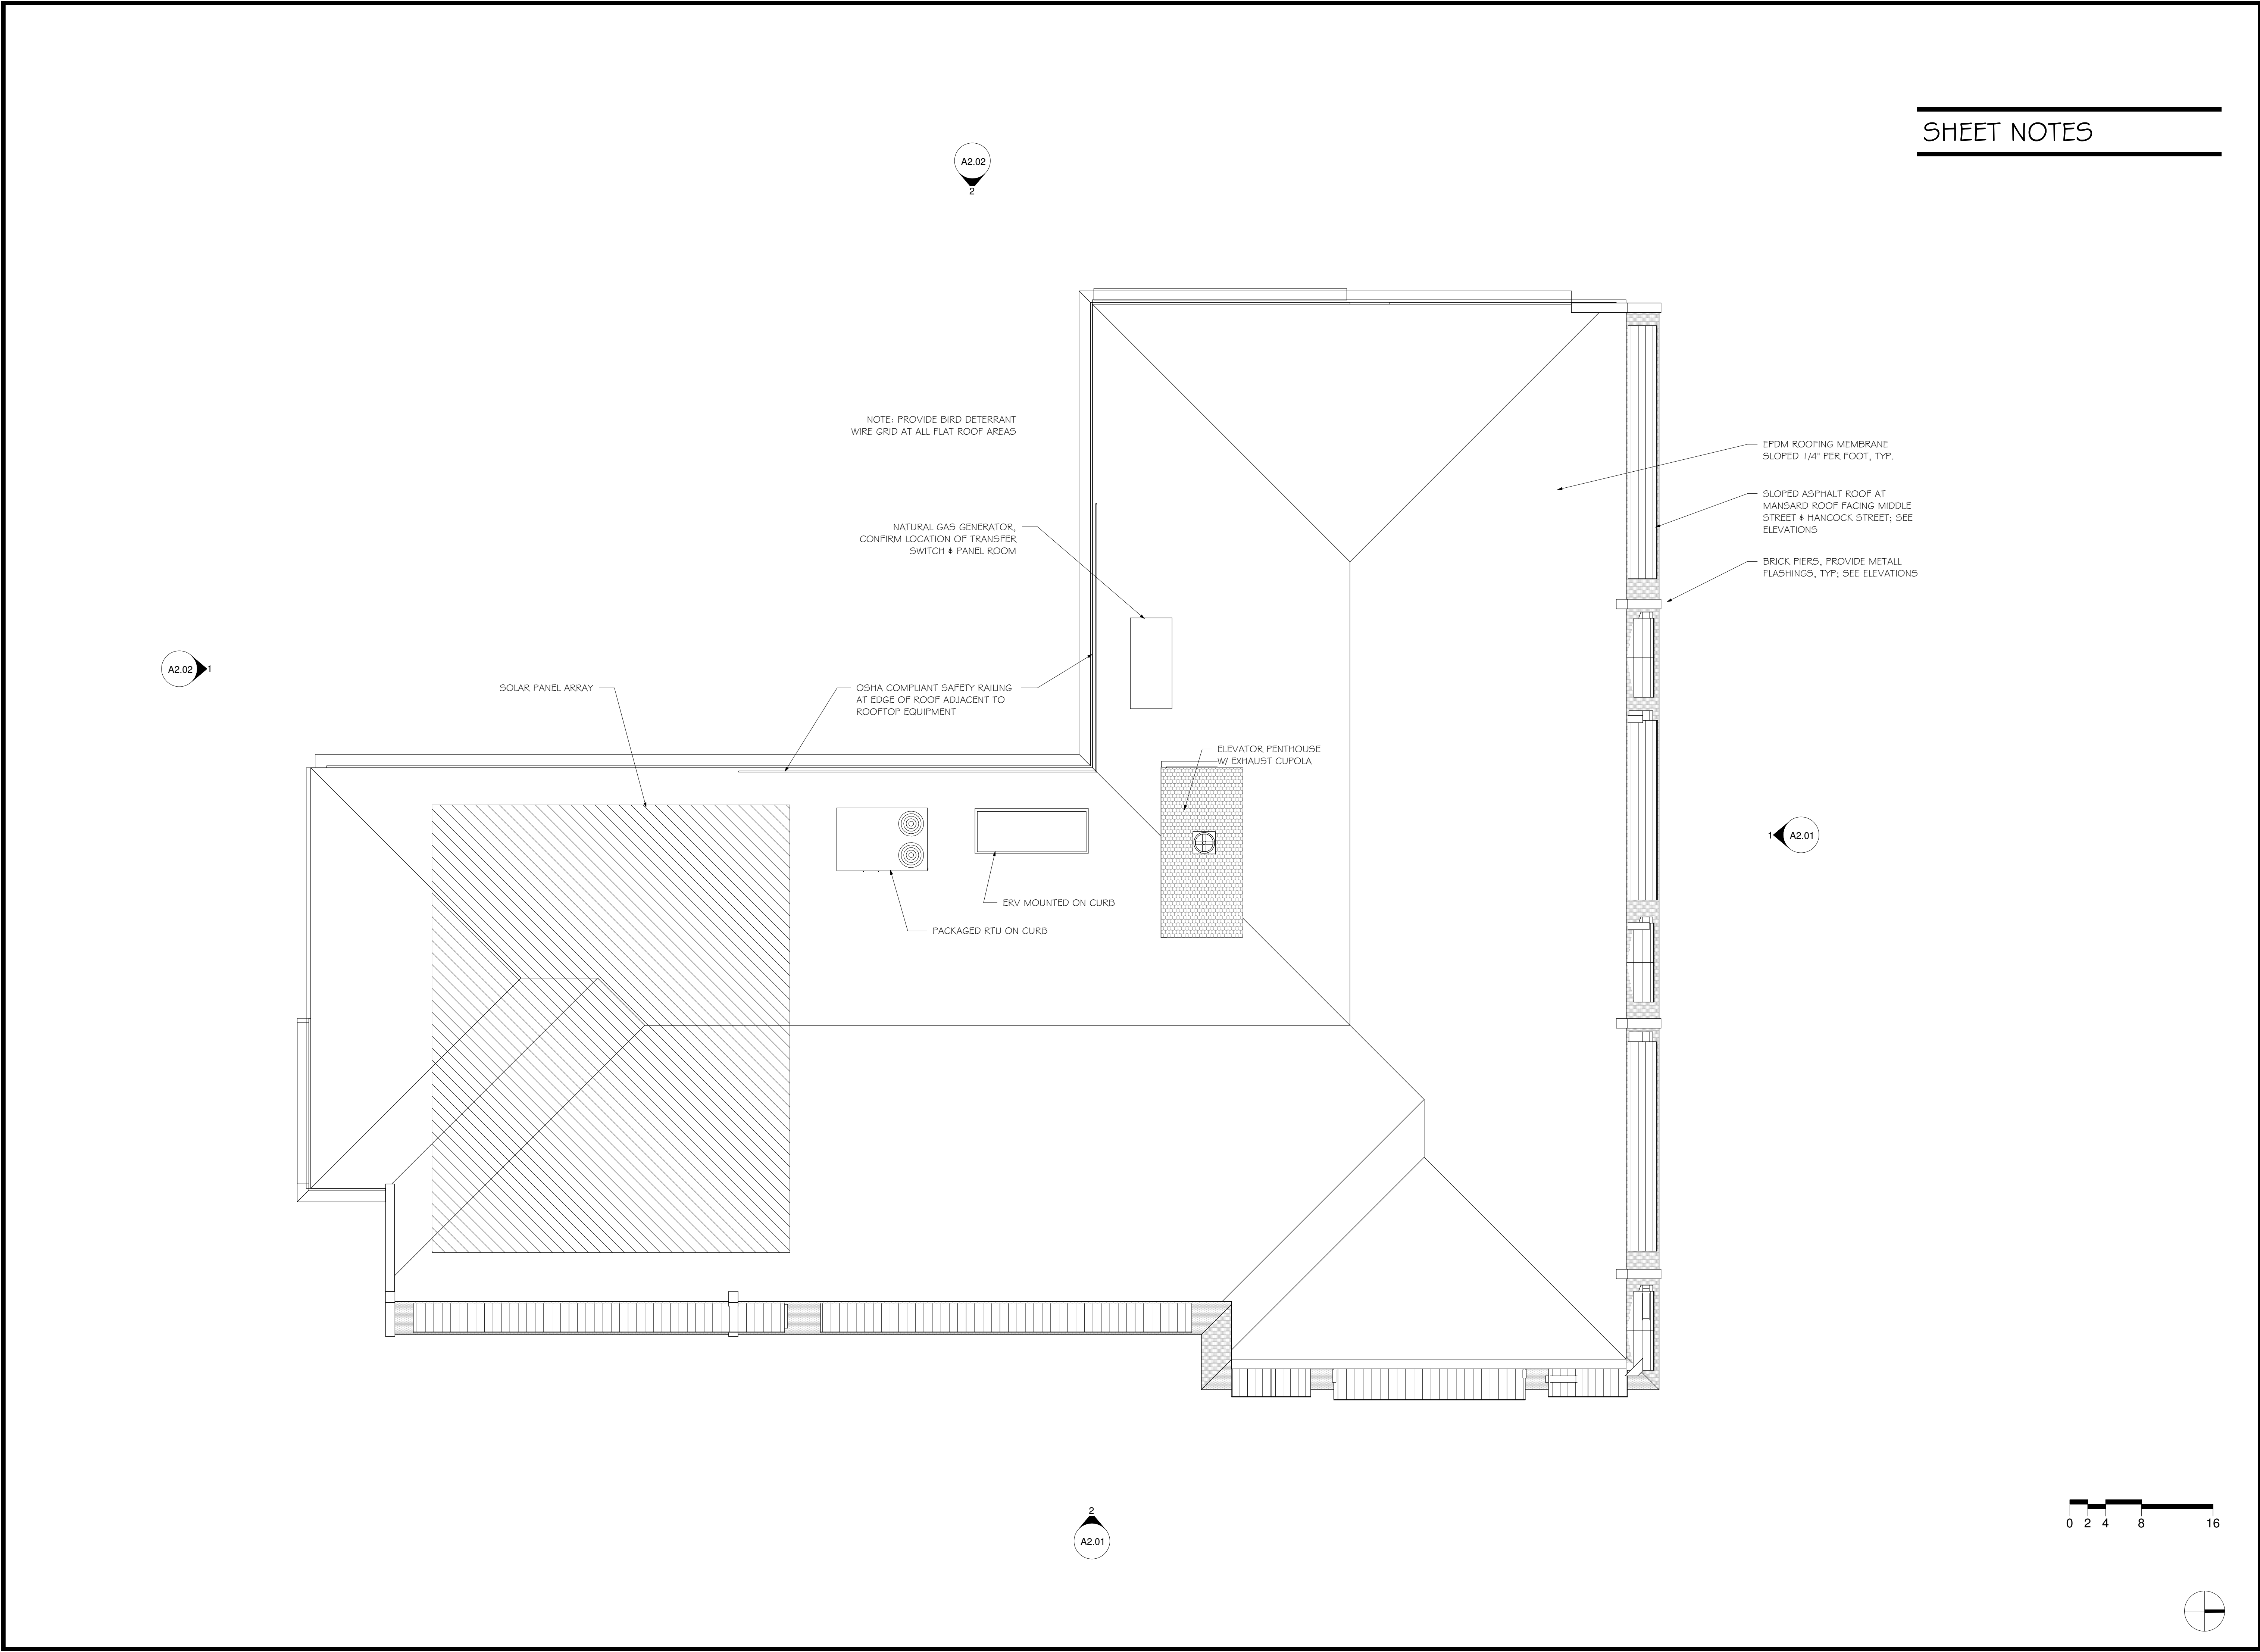 SHEET NOTES
A2.02
2
NOTE: PROVIDE BIRD DETERRANT
WIRE GRID AT ALL FLAT ROOF AREAS
EPDM ROOFING MEMBRANE
SLOPED 1/4" PER FOOT, TYP.
SLOPED ASPHALT ROOF AT
MANSARD ROOF FACING MIDDLE
STREET & HANCOCK STREET; SEE
ELEVATIONS
BRICK PIERS, PROVIDE METALL
FLASHINGS, TYP; SEE ELEVATIONS
NATURAL GAS GENERATOR,
CONFIRM LOCATION OF TRANSFER
SWITCH & PANEL ROOM
A2.02 1
SOLAR PANEL ARRAY
OSHA COMPLIANT SAFETY RAILING
AT EDGE OF ROOF ADJACENT TO
ROOFTOP EQUIPMENT
ELEVATOR PENTHOUSE
W/ EXHAUST CUPOLA
1 A2.01
ERV MOUNTED ON CURB
PACKAGED RTU ON CURB
2
A2.01
0 2 4 8 16